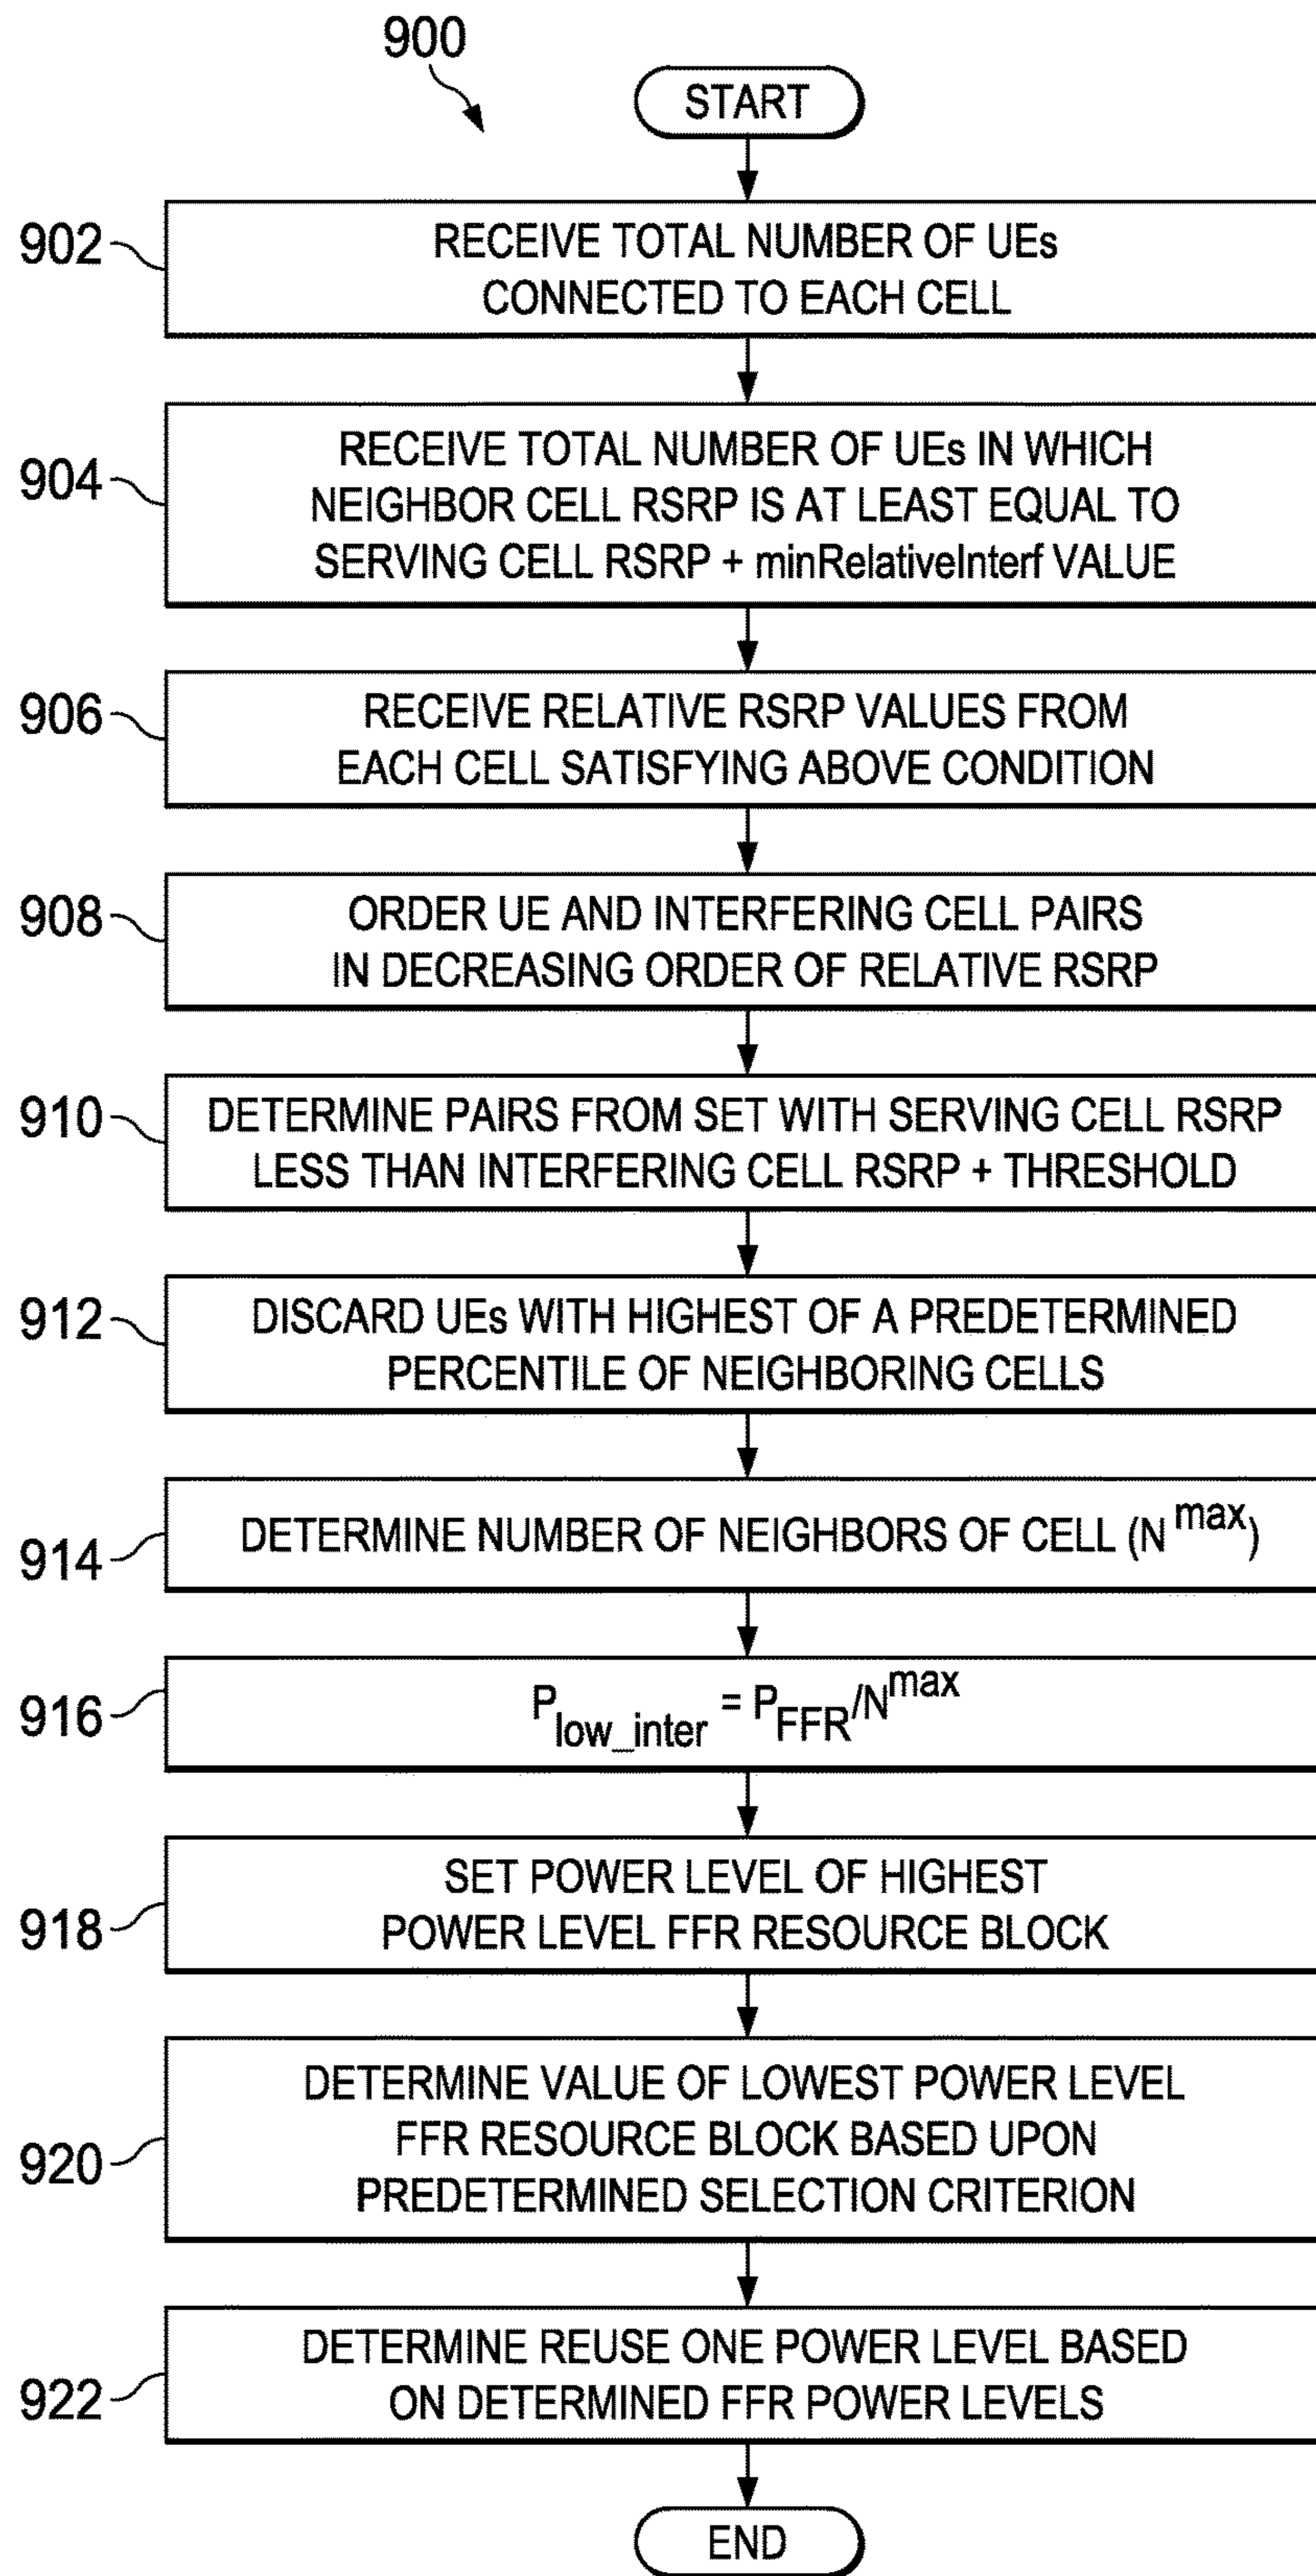 900
START
902
RECEIVE TOTAL NUMBER OF UEs
CONNECTED TO EACH CELL
904
RECEIVE TOTAL NUMBER OF UEs IN WHICH
NEIGHBOR CELL RSRP IS AT LEAST EQUAL TO
SERVING CELL RSRP + minRelativeInterf VALUE
906
RECEIVE RELATIVE RSRP VALUES FROM
EACH CELL SATISFYING ABOVE CONDITION
908
ORDER UE AND INTERFERING CELL PAIRS
IN DECREASING ORDER OF RELATIVE RSRP
910
DETERMINE PAIRS FROM SET WITH SERVING CELL RSRP
LESS THAN INTERFERING CELL RSRP + THRESHOLD
912
DISCARD UEs WITH HIGHEST OF A PREDETERMINED
PERCENTILE OF NEIGHBORING CELLS
914
DETERMINE NUMBER OF NEIGHBORS OF CELL (N^max)
916
P_low_inter = P_FFR/N^max
918
SET POWER LEVEL OF HIGHEST
POWER LEVEL FFR RESOURCE BLOCK
920
DETERMINE VALUE OF LOWEST POWER LEVEL
FFR RESOURCE BLOCK BASED UPON
PREDETERMINED SELECTION CRITERION
922
DETERMINE REUSE ONE POWER LEVEL BASED
ON DETERMINED FFR POWER LEVELS
END